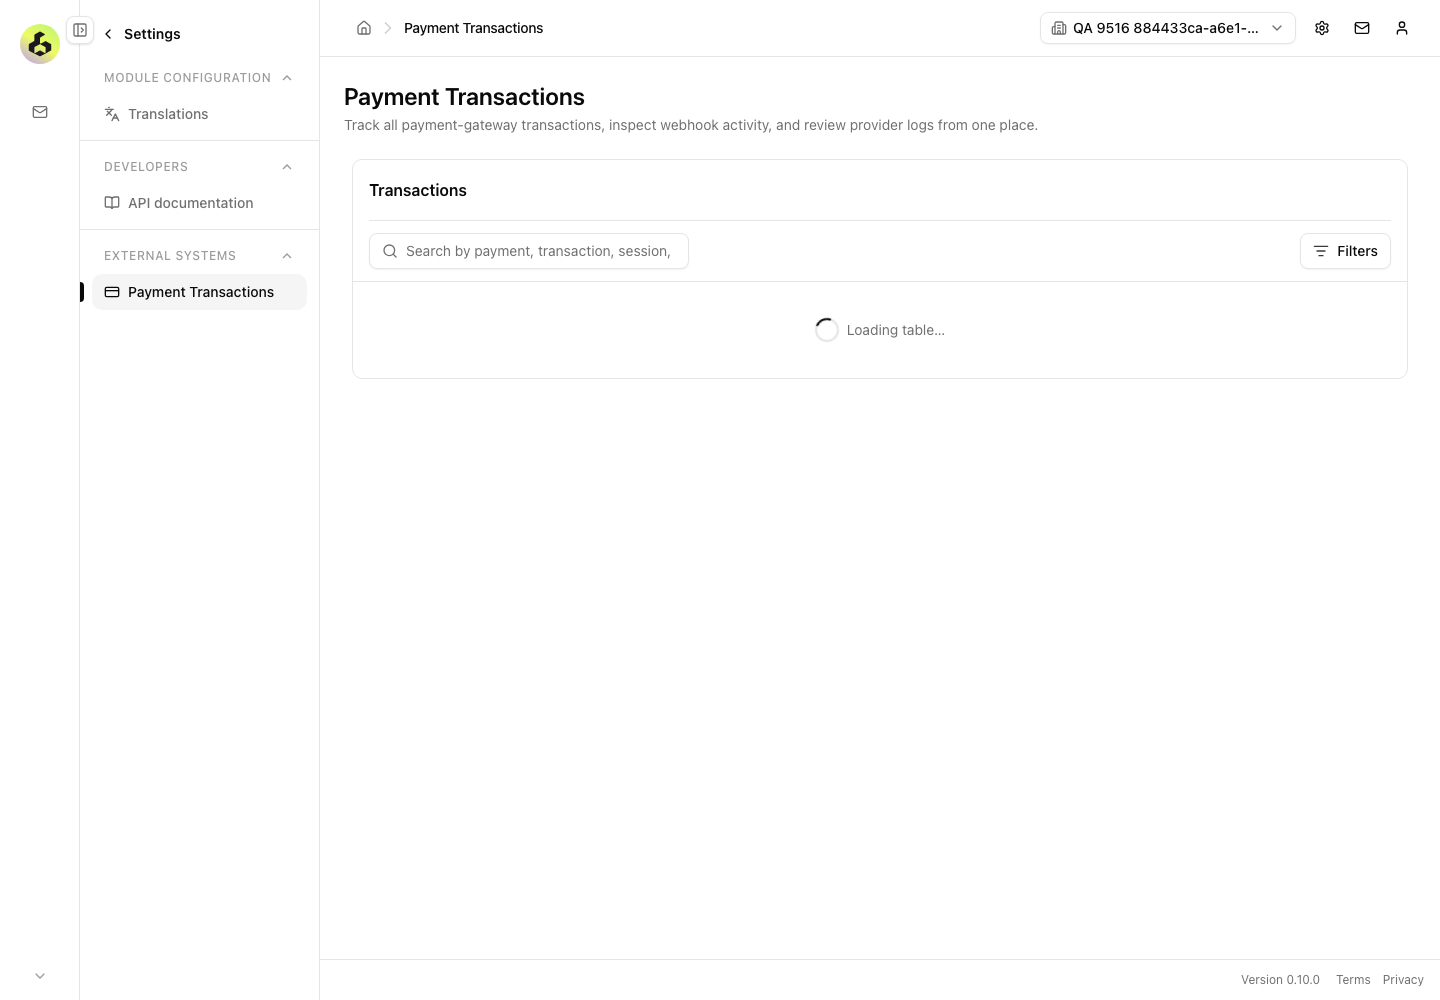 Settings
MODULE CONFIGURATION
Translations
DEVELOPERS
API documentation
EXTERNAL SYSTEMS
Payment Transactions
Payment Transactions
QA 9516 884433ca-a6e1-...
Payment Transactions
Track all payment-gateway transactions, inspect webhook activity, and review provider logs from one place.
Transactions
Search by payment, transaction, session,
Filters
Loading table...
Version 0.10.0
Terms
Privacy